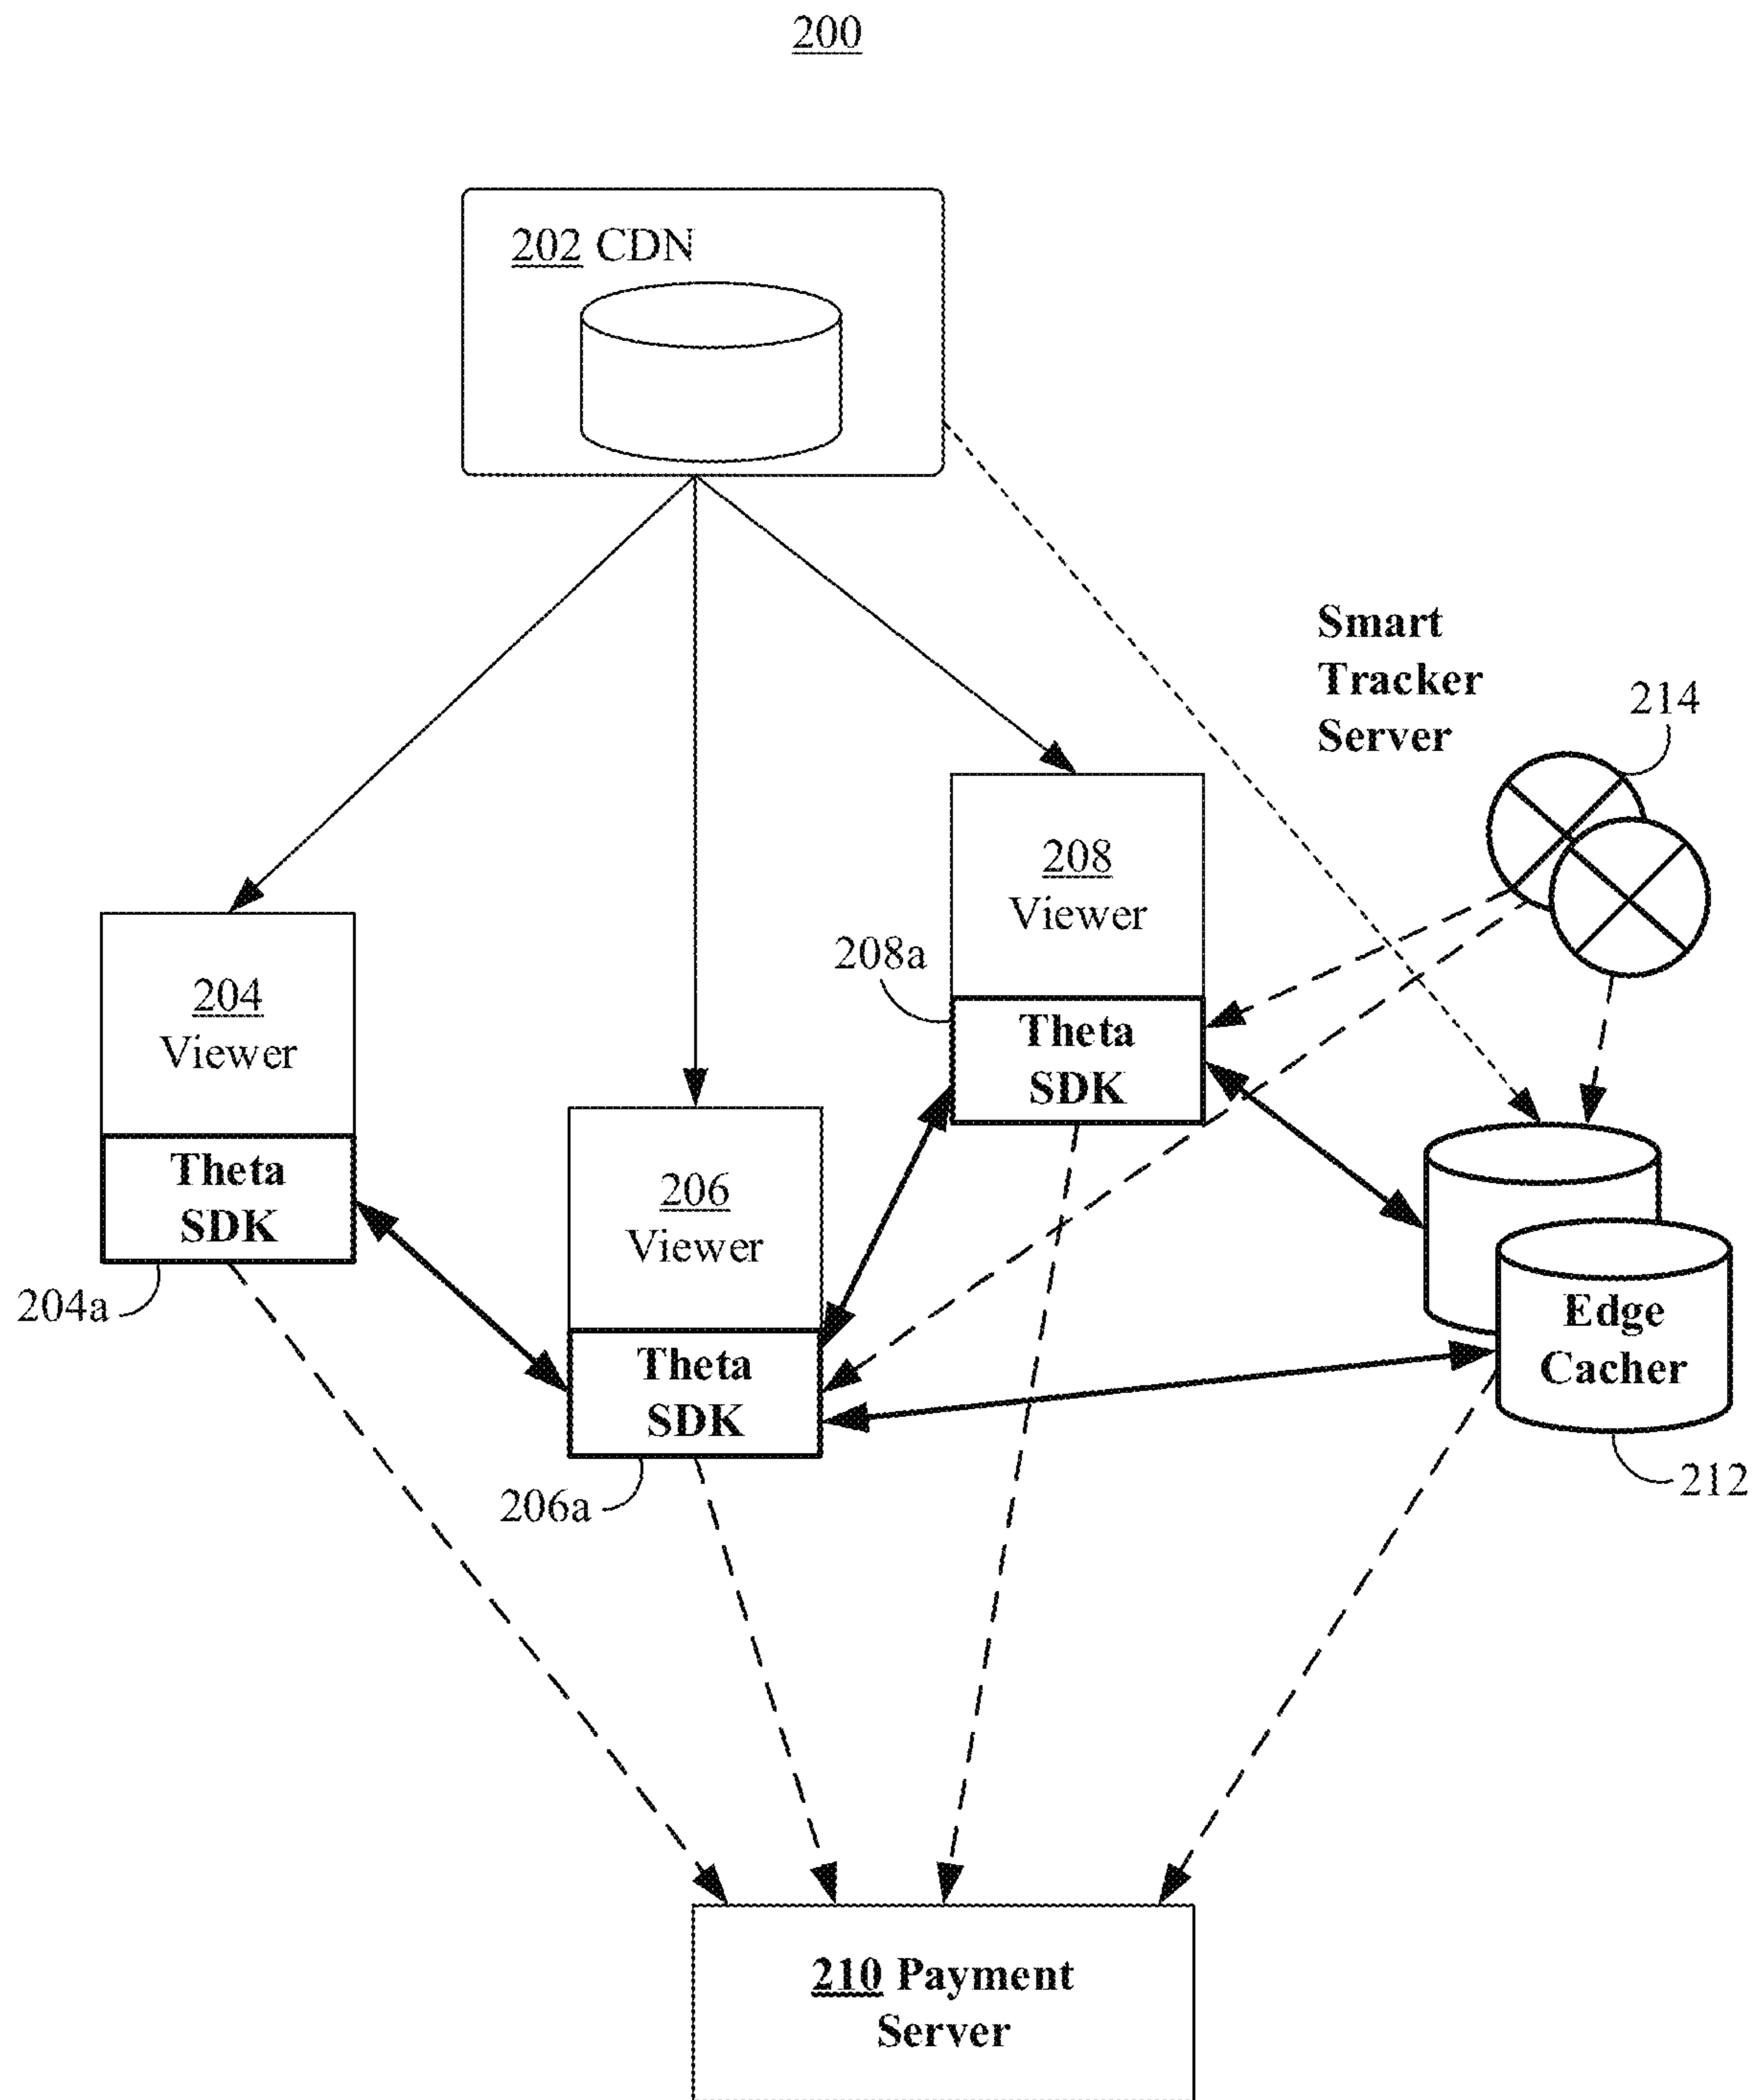 200
202 CDN
Smart
Tracker
Server
214
208
Viewer
208a
204
Viewer
Theta
SDK
Theta
SDK
206
Viewer
204a
Edge
Cacher
Theta
SDK
206a
212
210 Payment
Server